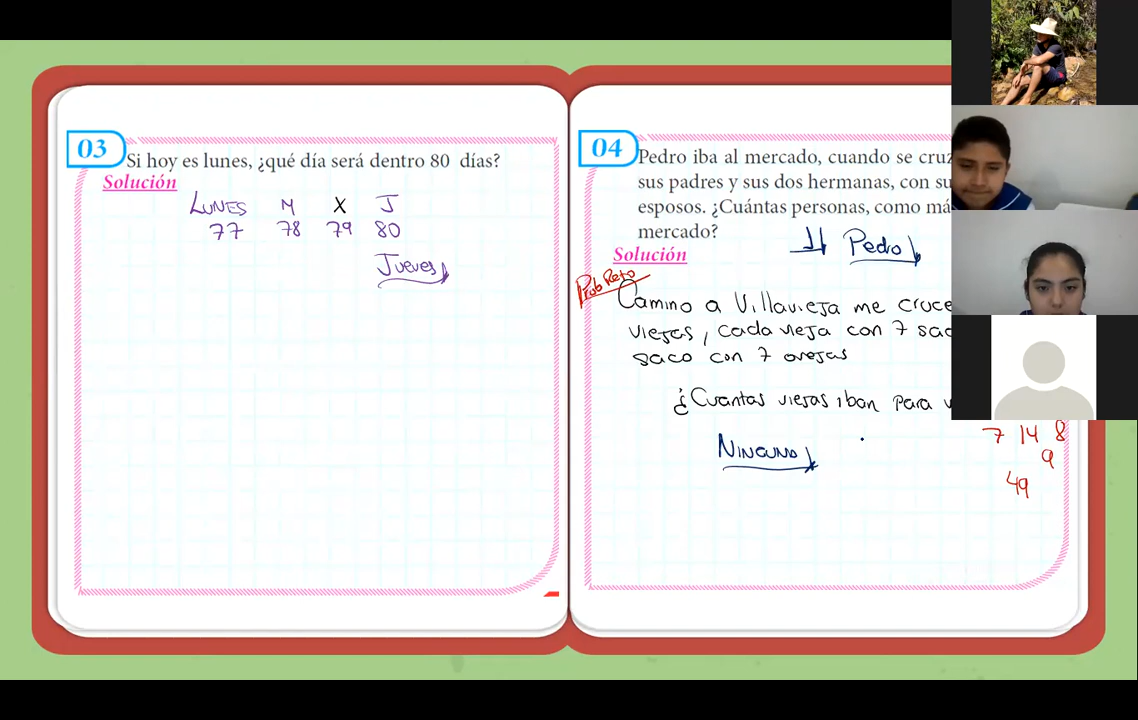 03
Si hoy es lunes, ¿qué día será dentro 80 días?
Solución
LUNES M X J
77 78 79 80
Jueves
04
Pedro iba al mercado, cuando se cruz
sus padres y sus dos hermanas, con su
esposos. ¿Cuántas personas, como má
mercado?
1 Pedro
Solución
Prob Reto
Camino a Villavieja me cruce
viejas, cada vieja con 7 sac
saco con 7 ovejas
¿Cuantas viejas iban para v
7 14 8
NINGUNA
9
49